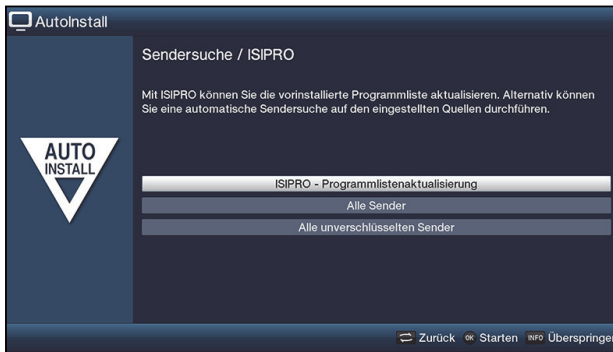 AutoInstall
Sendersuche / ISIPRO
Mit ISIPRO können Sie die vorinstallierte Programmliste aktualisieren. Alternativ können
Sie eine automatische Sendersuche auf den eingestellten Quellen durchführen.
AUTO
INSTALL
ISIPRO - Programmlistenaktualisierung
Alle Sender
Alle unverschlüsselten Sender
Zurück OK Starten INFO Überspringe